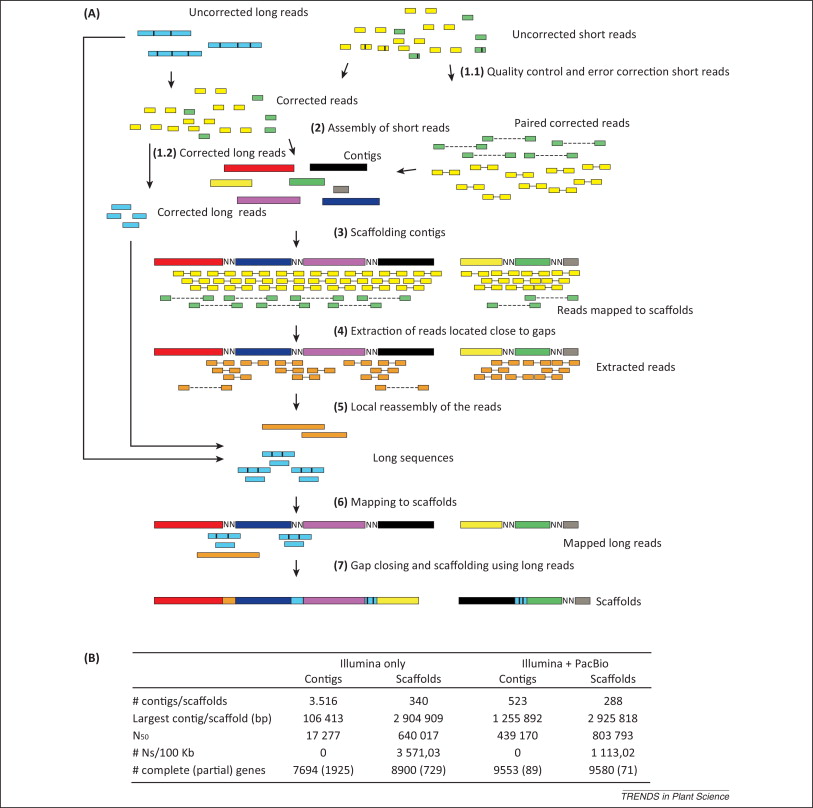 (A)
Uncorrected long reads
Uncorrected short reads
(1.1) Quality control and error correction short reads
Corrected reads
(2) Assembly of short reads
Paired corrected reads
(1.2) Corrected long reads
Contigs
Corrected long reads
(3) Scaffolding contigs
NN NN NN NN NN
Reads mapped to scaffolds
(4) Extraction of reads located close to gaps
NN NN NN NN NN
Extracted reads
(5) Local reassembly of the reads
Long sequences
(6) Mapping to scaffolds
NN NN NN NN NN
Mapped long reads
(7) Gap closing and scaffolding using long reads
NN Scaffolds
(B)
Illumina only Illumina + PacBio
Contigs Scaffolds Contigs Scaffolds
# contigs/scaffolds 3.516 340 523 288
Largest contig/scaffold (bp) 106 413 2 904 909 1 255 892 2 925 818
N50 17 277 640 017 439 170 803 793
# Ns/100 Kb 0 3 571,03 0 1 113,02
# complete (partial) genes 7694 (1925) 8900 (729) 9553 (89) 9580 (71)
TRENDS in Plant Science